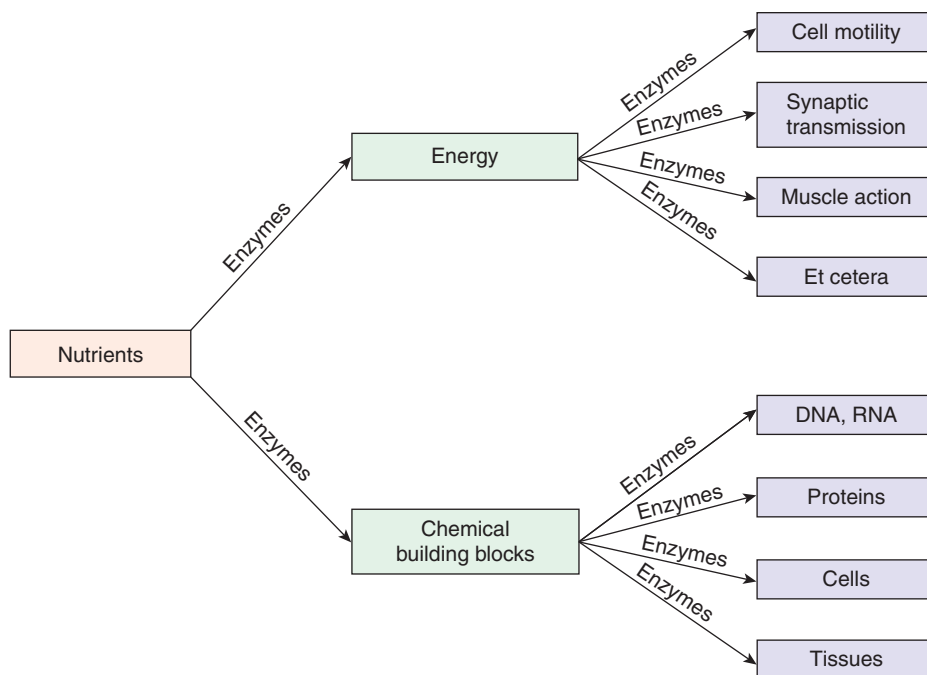 Nutrients
Enzymes
Energy
Enzymes
Cell motility
Enzymes
Synaptic
transmission
Enzymes
Muscle action
Enzymes
Et cetera
Enzymes
Chemical
building blocks
Enzymes
DNA, RNA
Enzymes
Proteins
Enzymes
Cells
Enzymes
Tissues